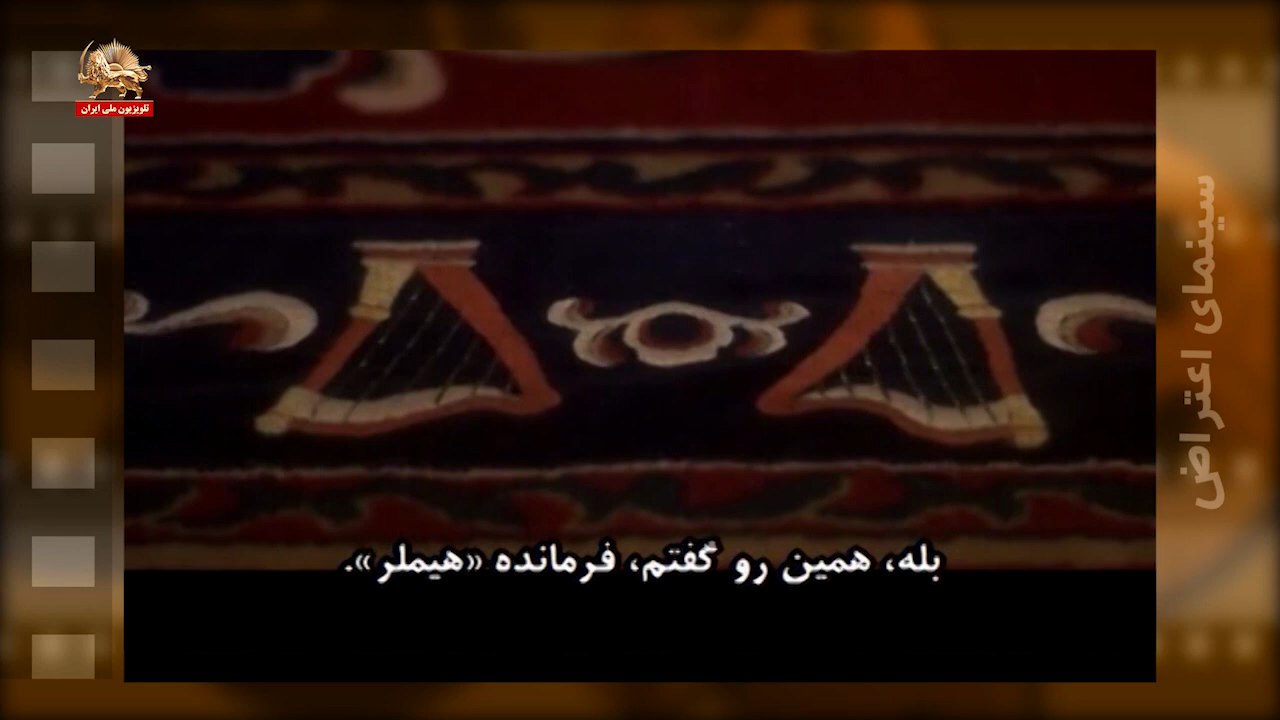 تلویزیون ملی ایران
سینمای اعتراض
بله، همین رو گفتم، فرمانده «هیملر».